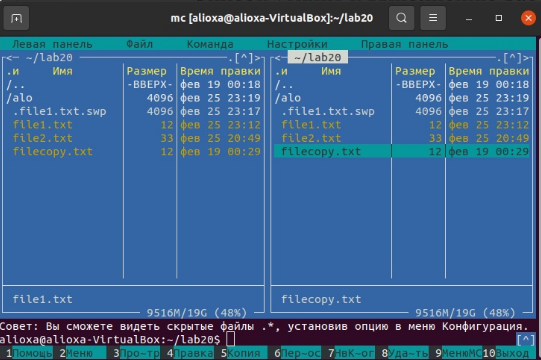 mc [alioxa@alioxa-VirtualBox]:~/lab20
Левая панель Файл Команда Настройки Правая панель
<— ~/lab20 .[^]> <— ~/lab20 .[^]>
.и Имя Размер Время правки .и Имя Размер Время правки
/.. -ВВЕРХ- фев 19 00:18 /.. -ВВЕРХ- фев 19 00:18
/alo 4096 фев 25 23:19 /alo 4096 фев 25 23:19
.file1.txt.swp 4096 фев 25 23:17 .file1.txt.swp 4096 фев 25 23:17
file1.txt 12 фев 25 23:12 file1.txt 12 фев 25 23:12
file2.txt 33 фев 25 20:49 file2.txt 33 фев 25 20:49
filecopy.txt 12 фев 19 00:29 filecopy.txt 12 фев 19 00:29
file1.txt filecopy.txt
9516M/19G (48%) 9516M/19G (48%)
Совет: Вы сможете видеть скрытые файлы .*, установив опцию в меню Конфигурация.
alioxa@alioxa-VirtualBox:~/lab20$ [^]
1Помощь 2Меню 3Про~тр 4Правка 5Копия 6Пер~ос 7НвК~ог 8Уда~ть 9МенюМС 10Выход